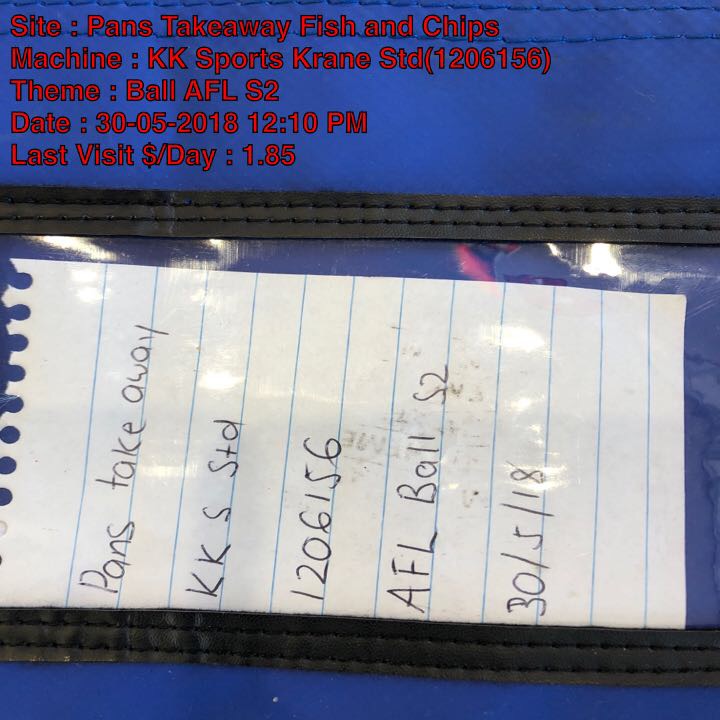 Site : Pans Takeaway Fish and Chips
Machine : KK Sports Krane Std(1206156)
Theme : Ball AFL S2
Date : 30-05-2018 12:10 PM
Last Visit $/Day : 1.85
Pans take away
KK S Std
1206156
AFL Ball S2
30/5/18